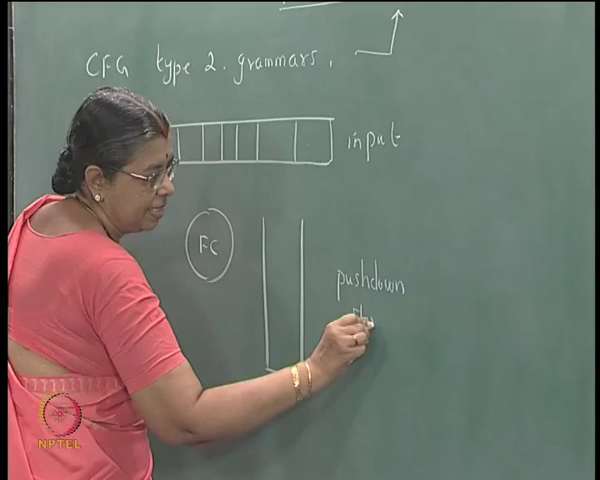 CFG type 2. grammars.
input
FC
pushdown
NPTEL